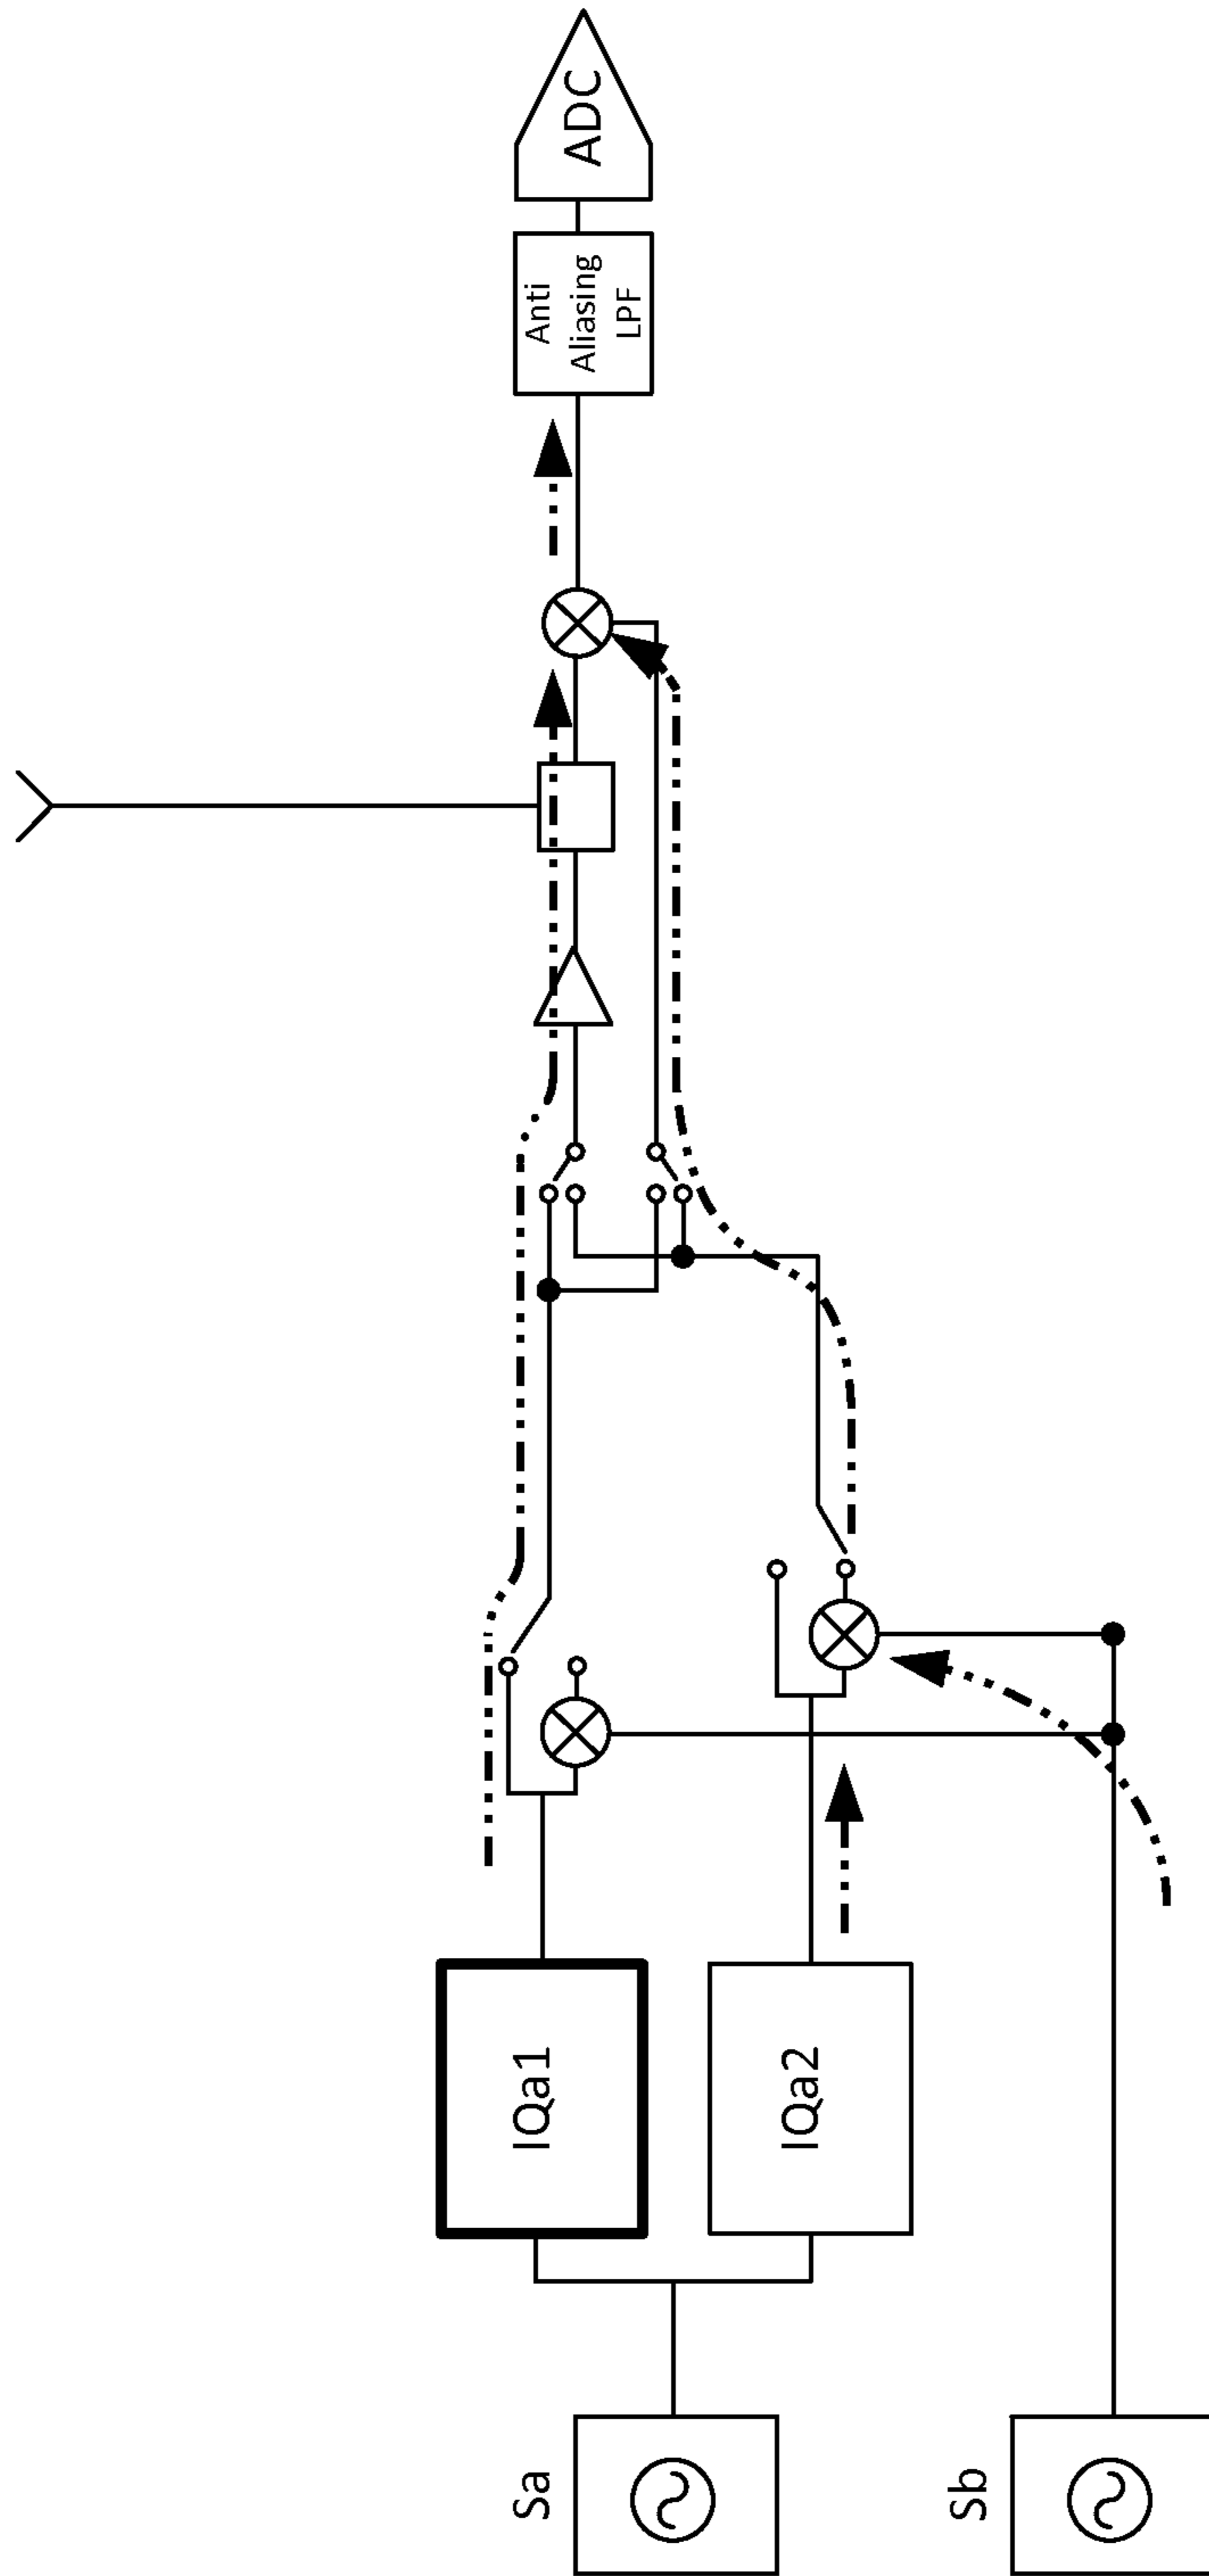 Sa
Sb
IQa1
IQa2
Anti
Aliasing
LPF
ADC